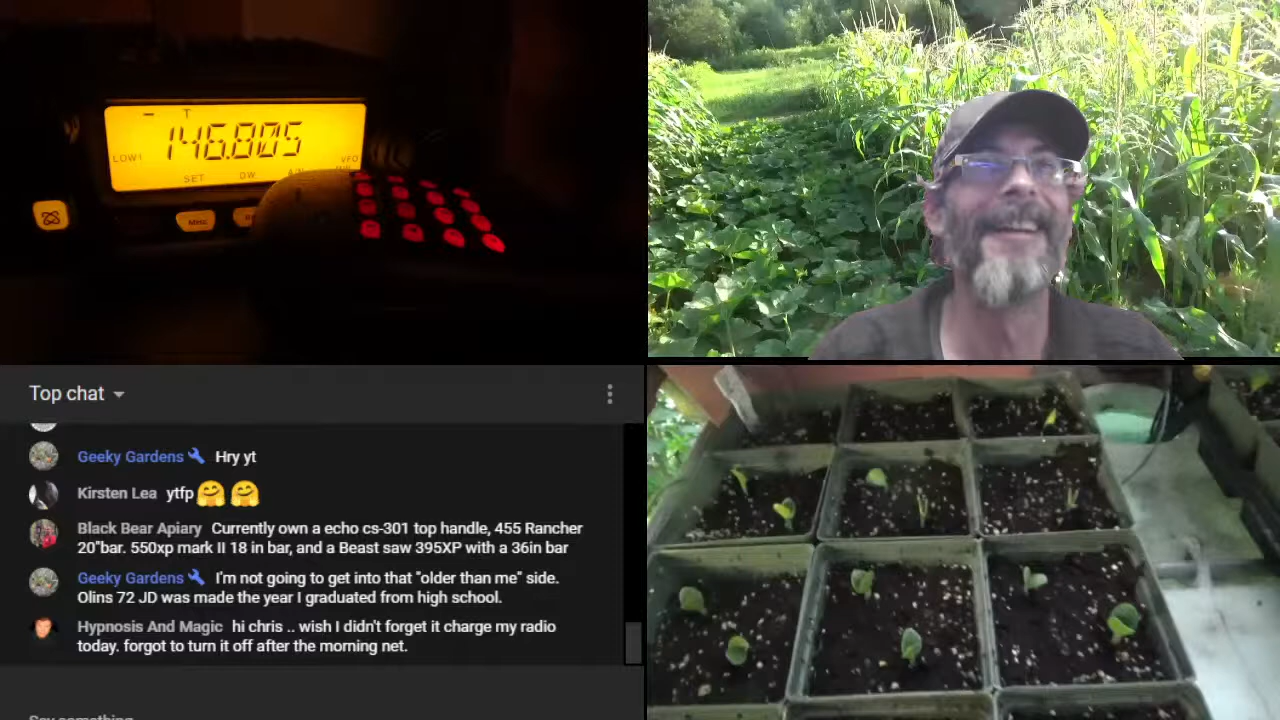 146.805
LOW1
VFO
SET DW
Top chat
Geeky Gardens Hry yt
Kirsten Lea ytfp
Black Bear Apiary Currently own a echo cs-301 top handle, 455 Rancher
20"bar. 550xp mark II 18 in bar, and a Beast saw 395XP with a 36in bar
Geeky Gardens I'm not going to get into that "older than me" side.
Olins 72 JD was made the year I graduated from high school.
Hypnosis And Magic hi chris .. wish I didn't forget it charge my radio
today. forgot to turn it off after the morning net.
Say something